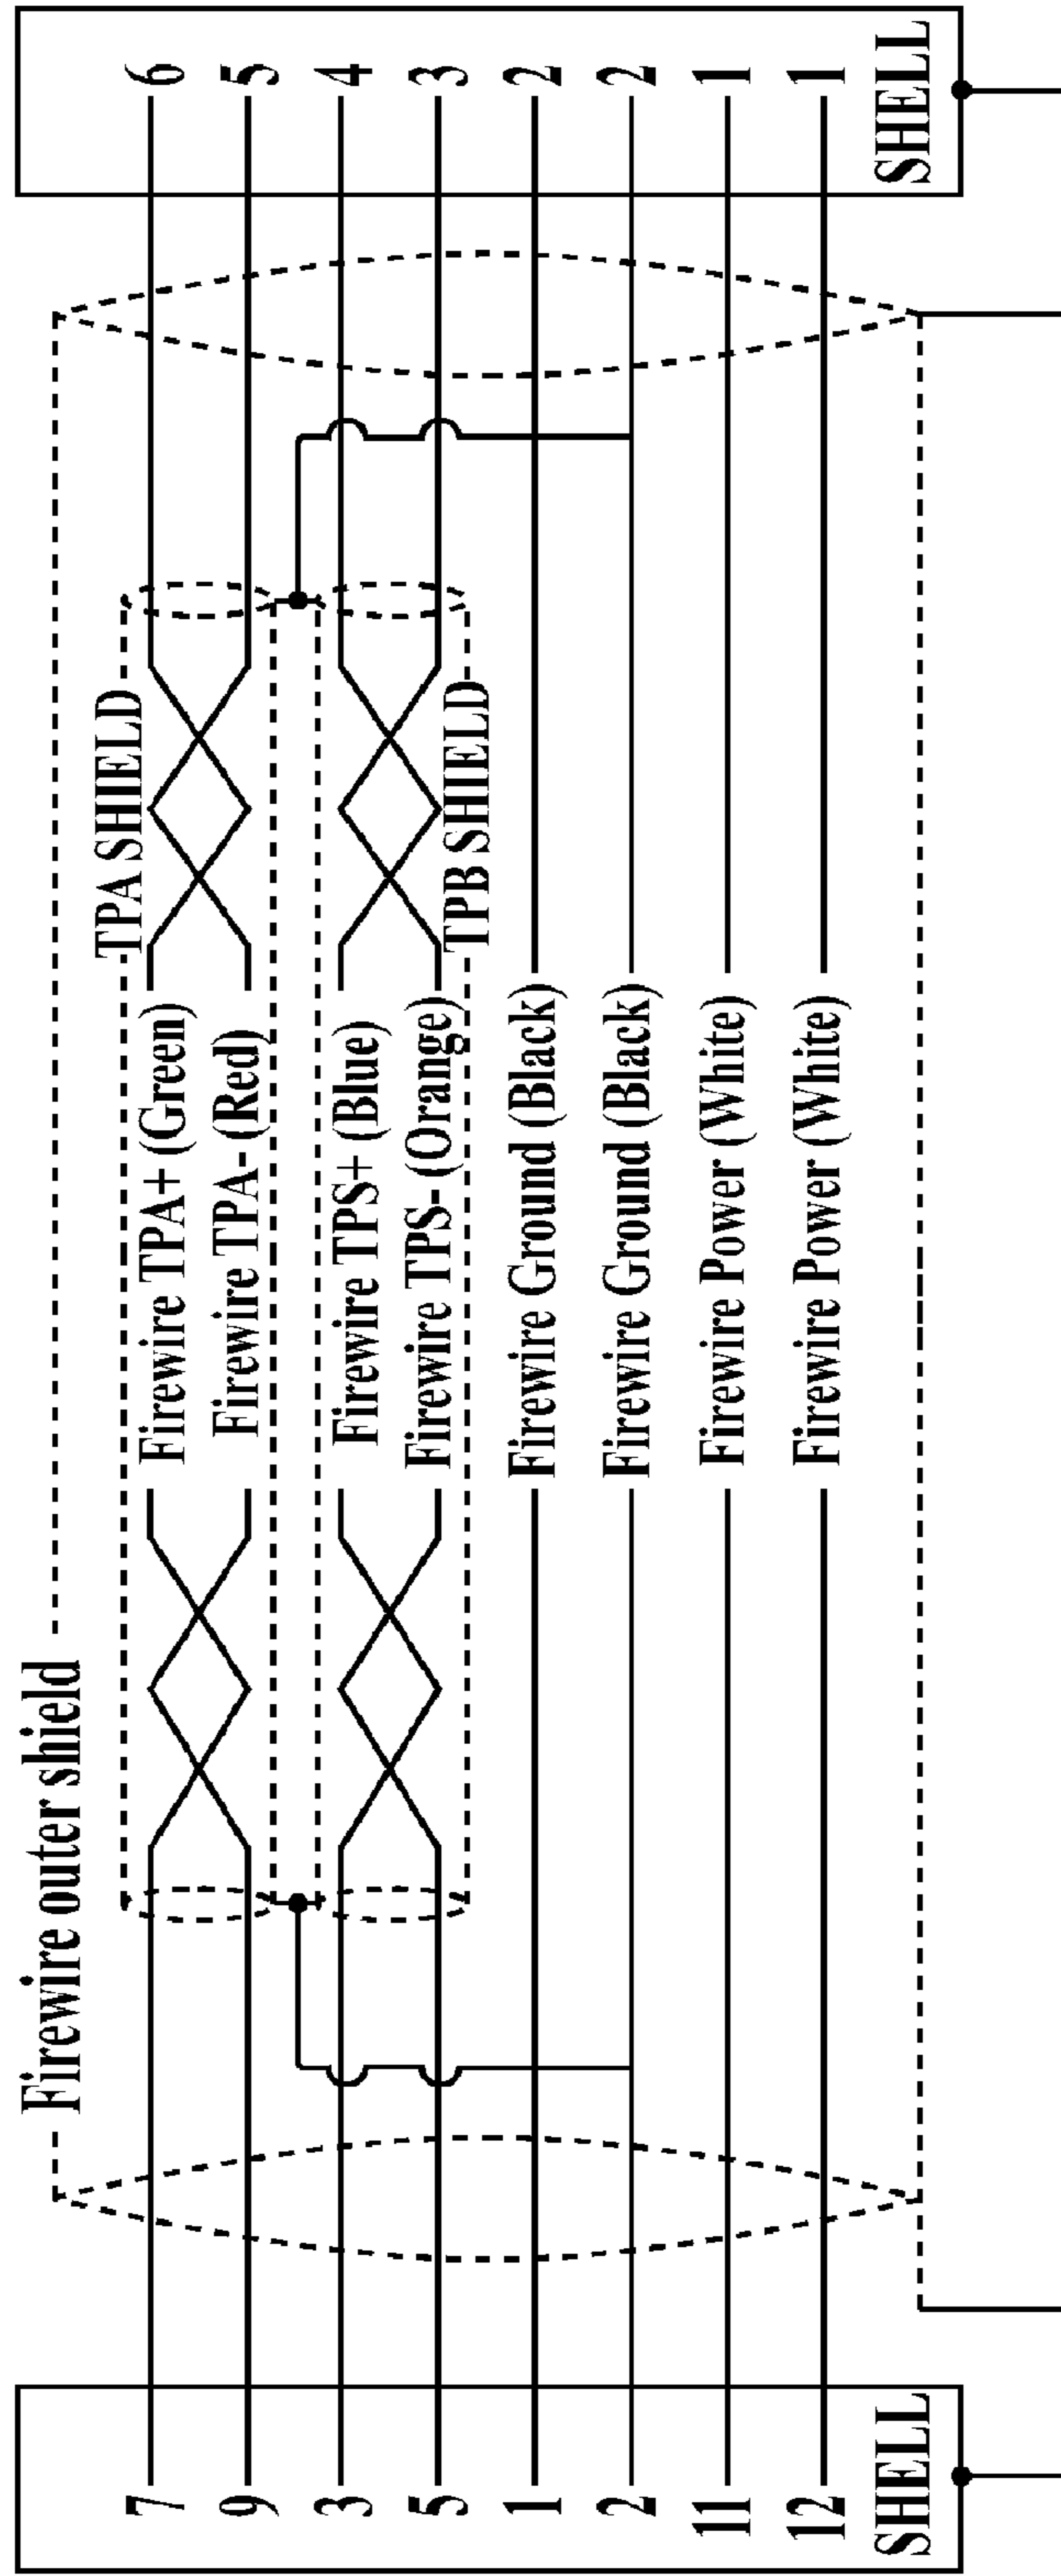 Firewire outer shield
TPA SHIELD
7 Firewire TPA+ (Green) 6
9 Firewire TPA- (Red) 5
3 Firewire TPS+ (Blue) 4
5 Firewire TPS- (Orange) 3
TPB SHIELD
1 Firewire Ground (Black) 2
2 Firewire Ground (Black) 2
11 Firewire Power (White) 1
12 Firewire Power (White) 1
SHELL SHELL